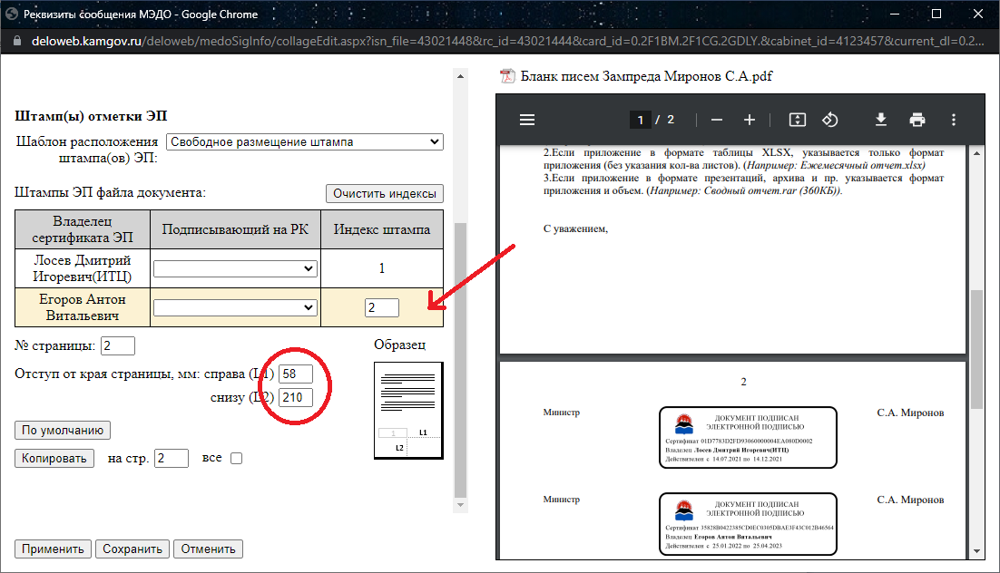 Реквизиты сообщения МЭДО - Google Chrome
deloweb.kamgov.ru/deloweb/medoSigInfo/collageEdit.aspx?isn_file=43021448&rc_id=43021444&card_id=0.2F1BM.2F1CG.2GDLY.&cabinet_id=4123457&current_dl=0.2...
Штамп(ы) отметки ЭП
Шаблон расположения
штампа(ов) ЭП:
Свободное размещение штампа
Штампы ЭП файла документа:
Очистить индексы
Владелец
сертификата ЭП
Подписывающий на РК
Индекс штампа
Лосев Дмитрий
Игоревич(ИТЦ)
1
Егоров Антон
Витальевич
2
№ страницы: 2
Образец
Отступ от края страницы, мм: справа (L1) 58
снизу (L2) 210
1
L1
L2
По умолчанию
Копировать на стр. 2 все
Применить Сохранить Отменить
Бланк писем Зампреда Миронов С.А.pdf
1 / 2
2.Если приложение в формате таблицы XLSX, указывается только формат
приложения (без указания кол-ва листов). (Например: Ежемесячный отчет.xlsx)
3.Если приложение в формате презентаций, архива и пр. указывается формат
приложения и объем. (Например: Сводный отчет.rar (360КБ)).
С уважением,
2
Министр
ДОКУМЕНТ ПОДПИСАН
ЭЛЕКТРОННОЙ ПОДПИСЬЮ
Сертификат 01D7783D2FD93060000004EA080D0002
Владелец Лосев Дмитрий Игоревич(ИТЦ)
Действителен с 14.07.2021 по 14.12.2021
С.А. Миронов
Министр
ДОКУМЕНТ ПОДПИСАН
ЭЛЕКТРОННОЙ ПОДПИСЬЮ
Сертификат 35828B0422385CD0EC0305DBAE3F43C012B46564
Владелец Егоров Антон Витальевич
Действителен с 25.01.2022 по 25.04.2023
С.А. Миронов